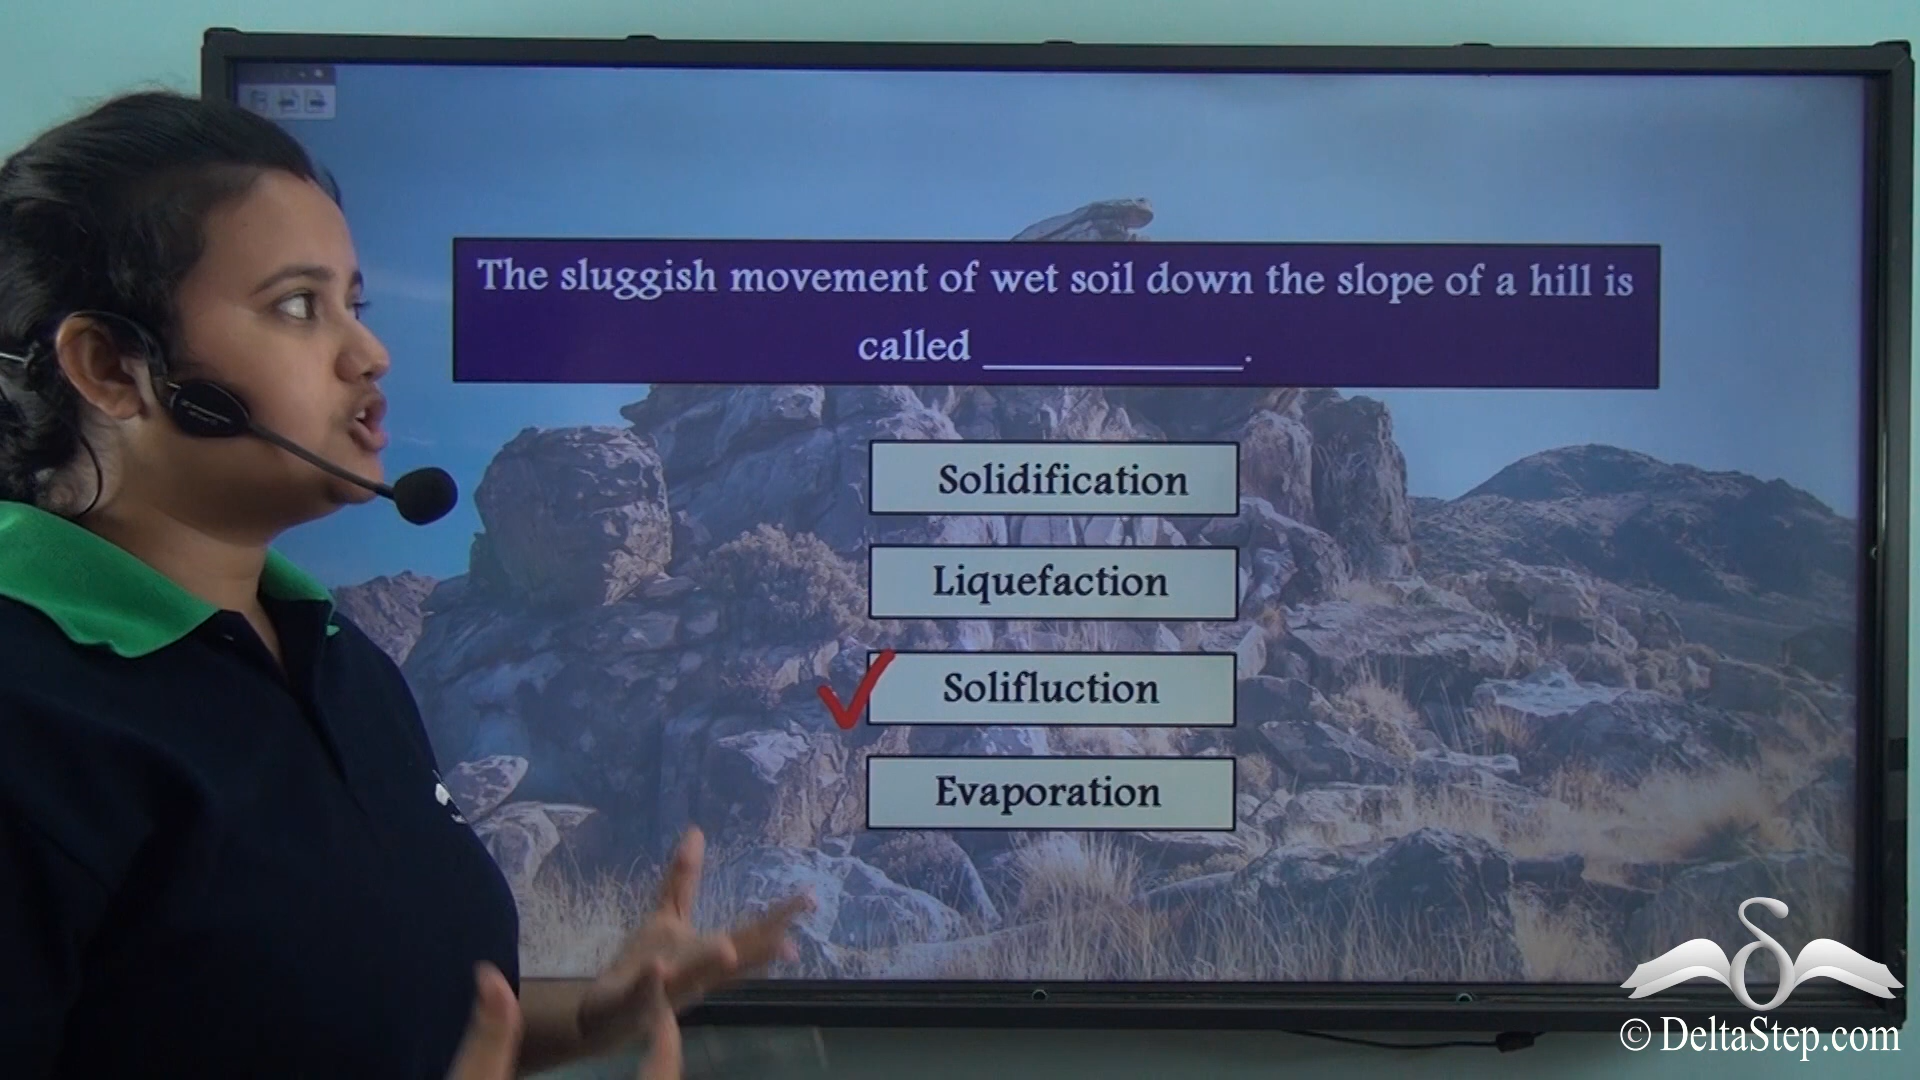 The sluggish movement of wet soil down the slope of a hill is
called ____________.
Solidification
Liquefaction
Solifluction
Evaporation
© DeltaStep.com